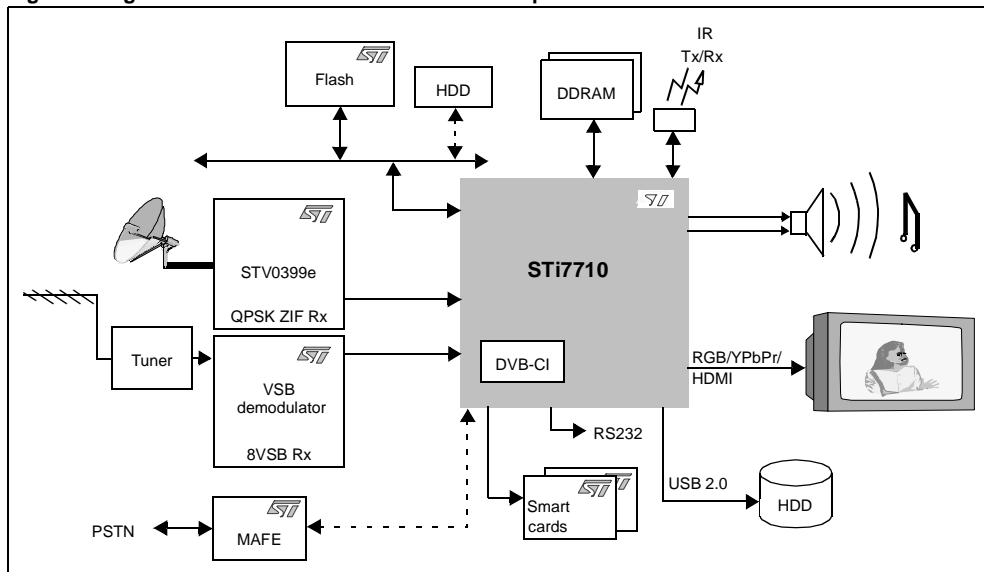 IR
Tx/Rx
Flash
HDD
DDRAM
STV0399e
QPSK ZIF Rx
STi7710
Tuner
VSB
demodulator
8VSB Rx
DVB-CI
RGB/YPbPr/
HDMI
RS232
USB 2.0
HDD
Smart
cards
PSTN
MAFE